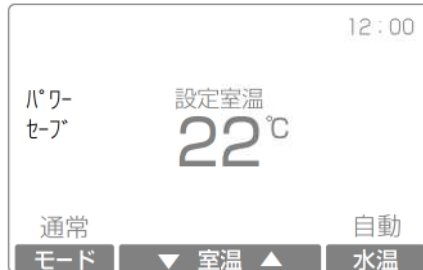 12:00
ﾊﾟﾜｰ
ｾｰﾌﾞ
設定室温
22℃
通常
自動
モード
▼ 室温 ▲
水温